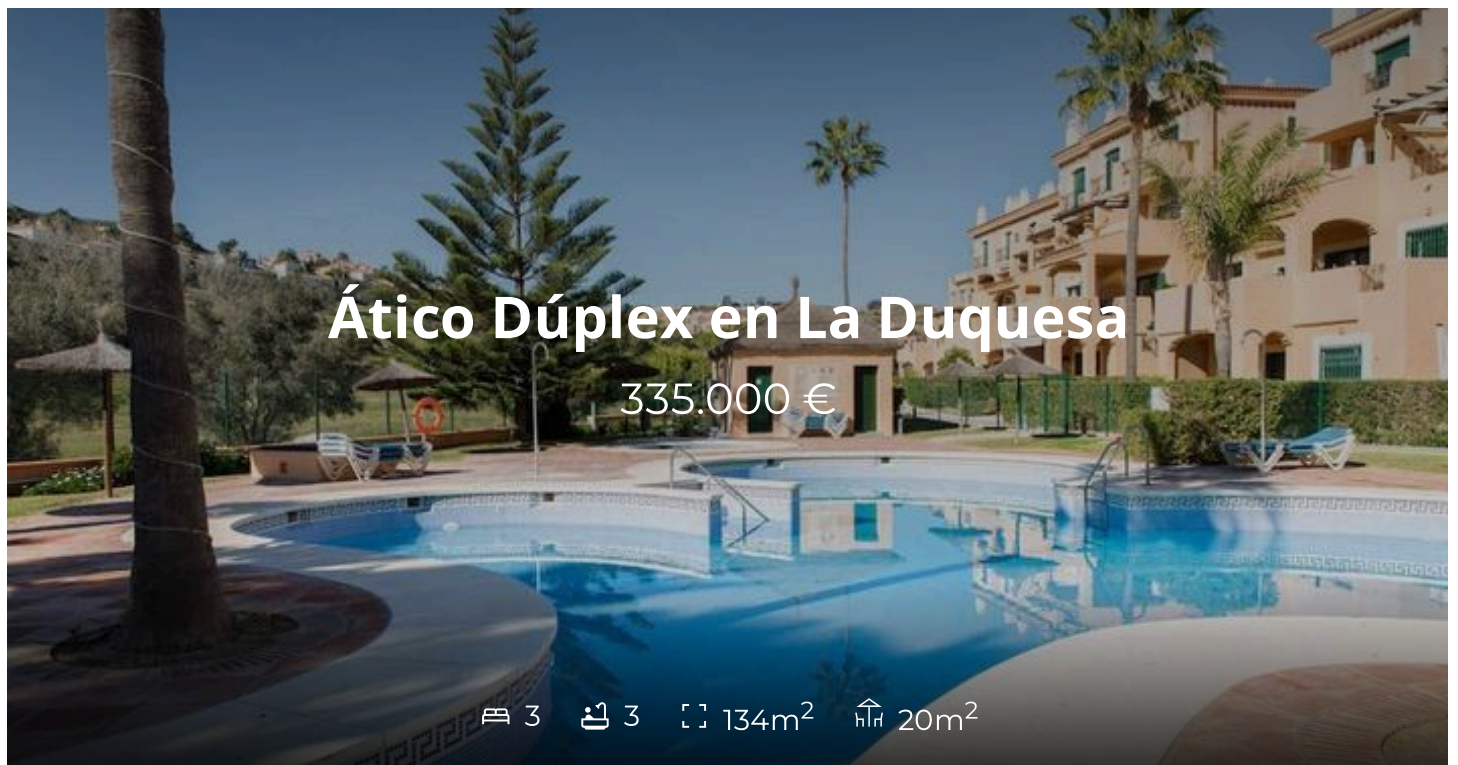 Ático Dúplex en La Duquesa
335.000 €
3 3 134m² 20m²